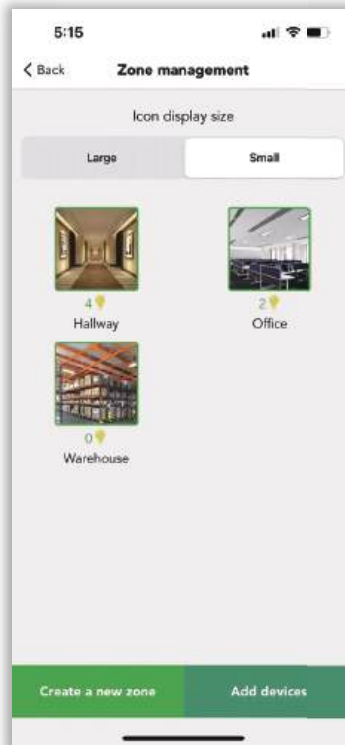 5:15
Back Zone management
Icon display size
Large Small
4 2
Hallway Office
0
Warehouse
Create a new zone Add devices